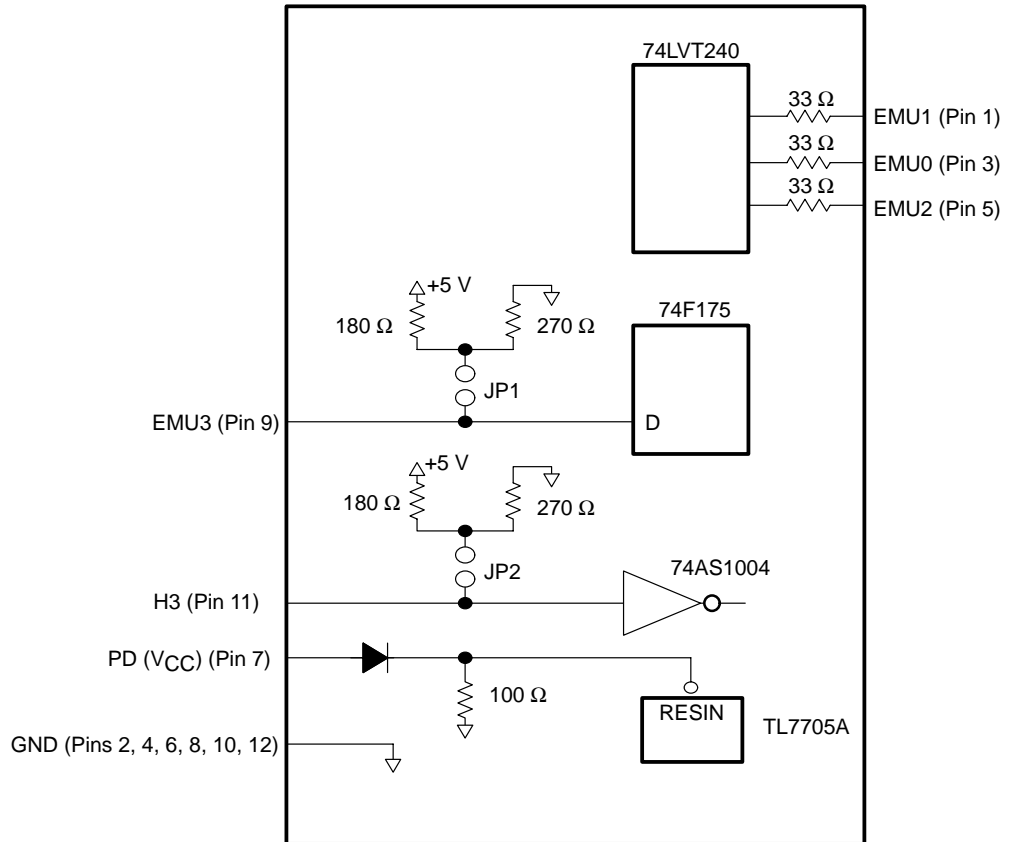 74LVT240
33 Ω
EMU1 (Pin 1)
33 Ω
EMU0 (Pin 3)
33 Ω
EMU2 (Pin 5)
+5 V
180 Ω
270 Ω
74F175
JP1
EMU3 (Pin 9)
D
+5 V
180 Ω
270 Ω
JP2
74AS1004
H3 (Pin 11)
PD (VCC) (Pin 7)
100 Ω
RESIN
TL7705A
GND (Pins 2, 4, 6, 8, 10, 12)